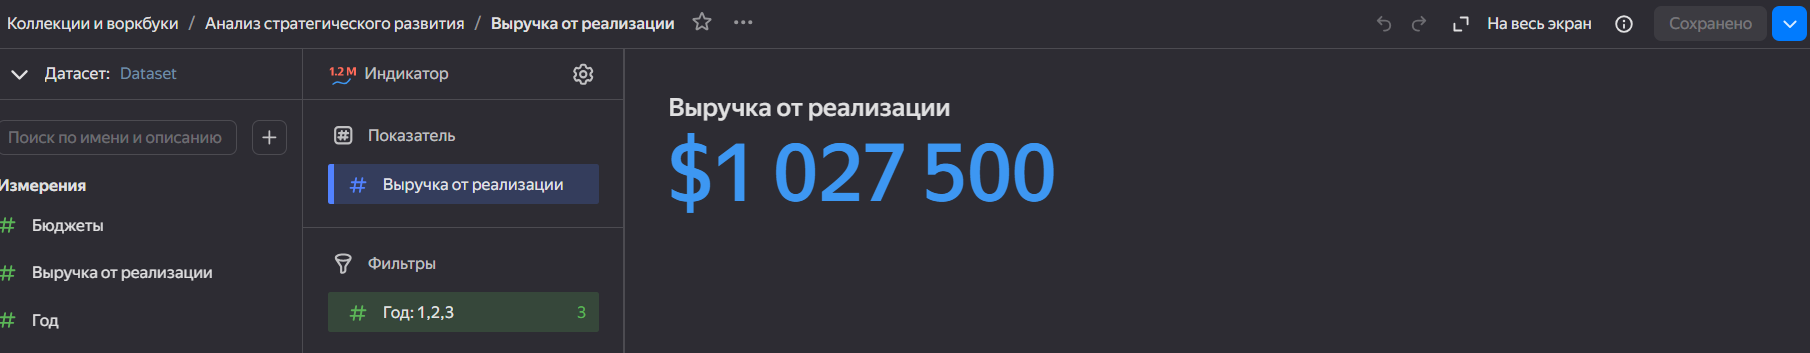 Коллекции и воркбуки / Анализ стратегического развития / Выручка от реализации
На весь экран
Сохранено
Датасет: Dataset
Поиск по имени и описанию
Измерения
Бюджеты
Выручка от реализации
Год
1.2 M Индикатор
Показатель
Выручка от реализации
Фильтры
Год: 1,2,3 3
Выручка от реализации
$1 027 500